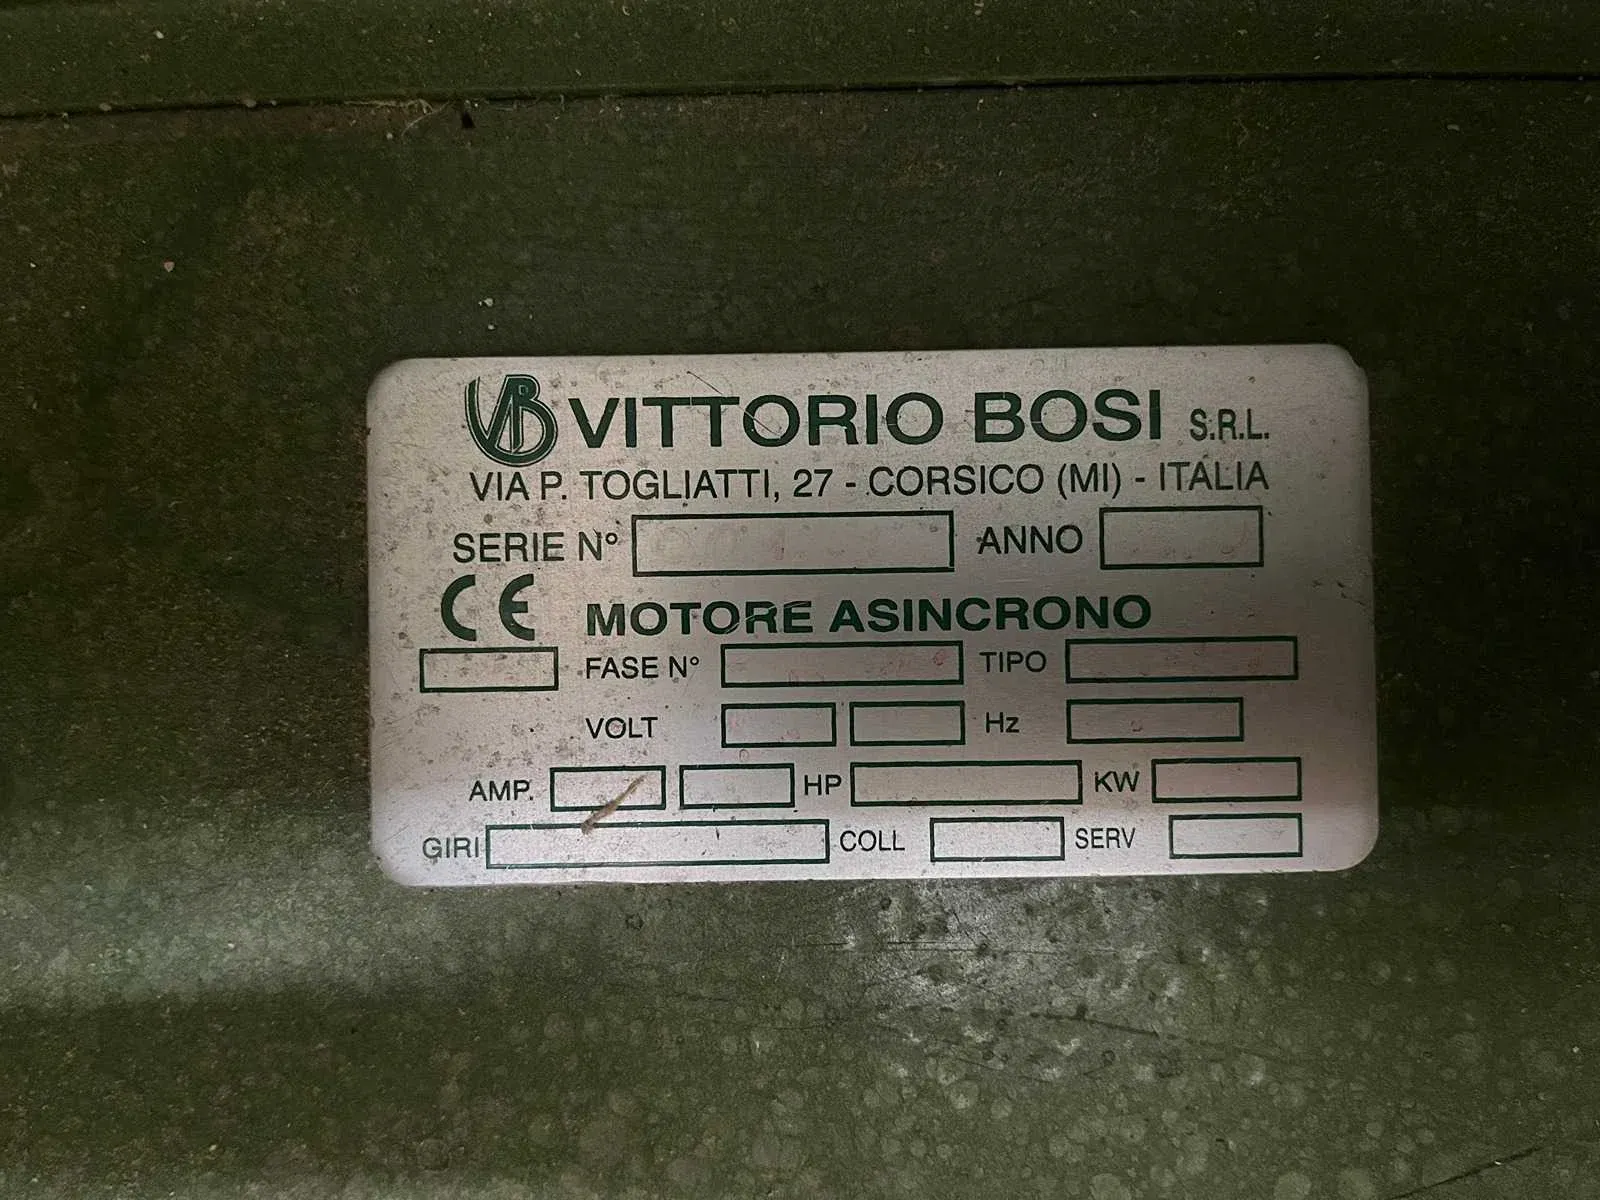 VB VITTORIO BOSI S.R.L.
VIA P. TOGLIATTI, 27 - CORSICO (MI) - ITALIA
SERIE N° ANNO
CE MOTORE ASINCRONO
FASE N° TIPO
VOLT Hz
AMP. HP KW
GIRI COLL SERV